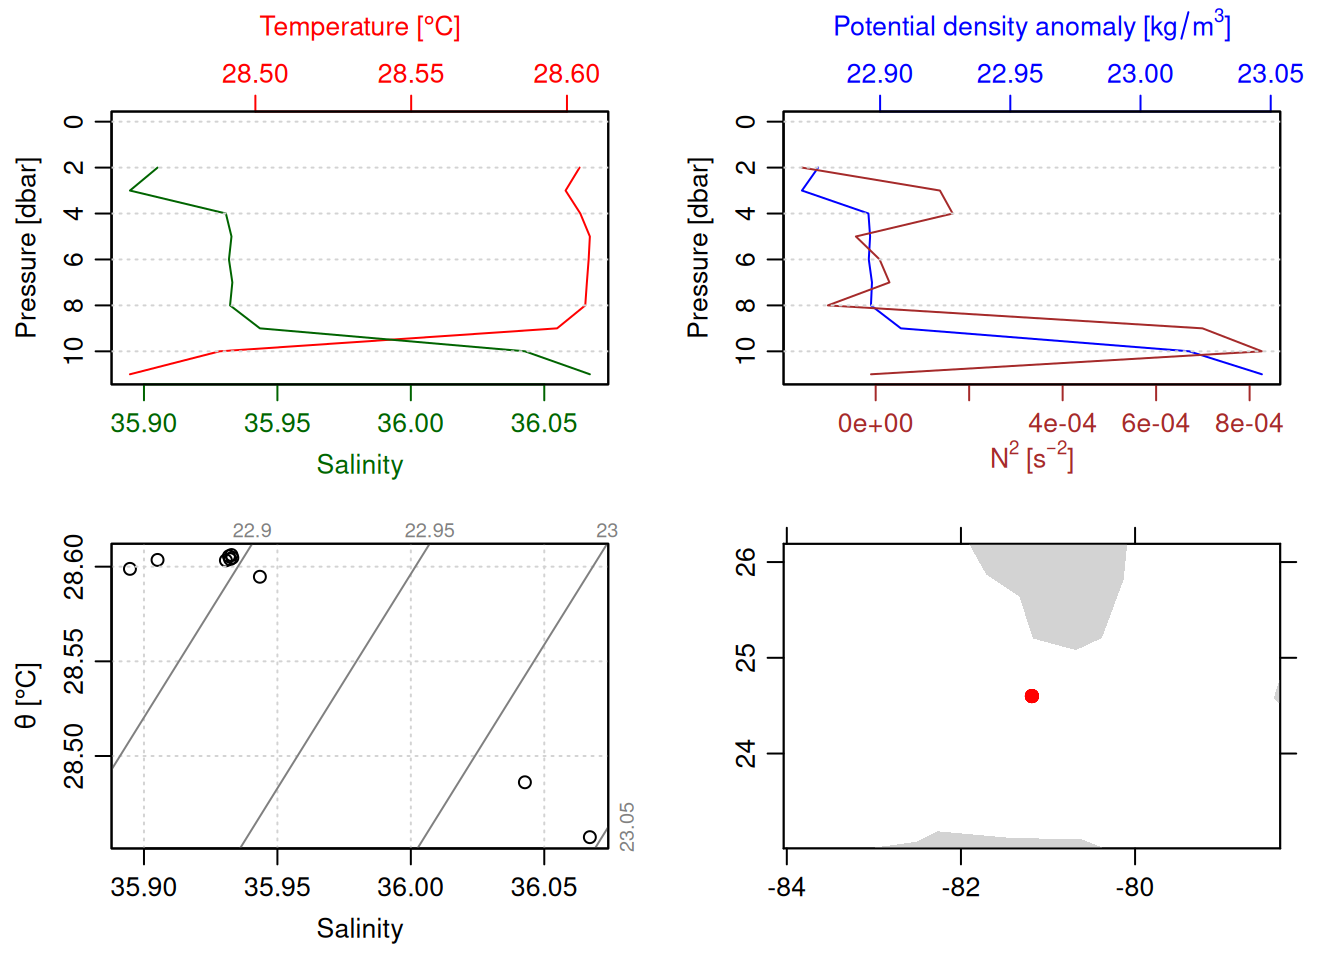 Temperature [°C]
28.50 28.55 28.60
Pressure [dbar]
0
2
4
6
8
10
35.90 35.95 36.00 36.05
Salinity
Potential density anomaly [kg/m³]
22.90 22.95 23.00 23.05
Pressure [dbar]
0
2
4
6
8
10
0e+00 4e-04 6e-04 8e-04
N² [s⁻²]
22.9 22.95 23
θ [°C]
28.60
28.55
28.50
23.05
35.90 35.95 36.00 36.05
Salinity
26
25
24
-84 -82 -80